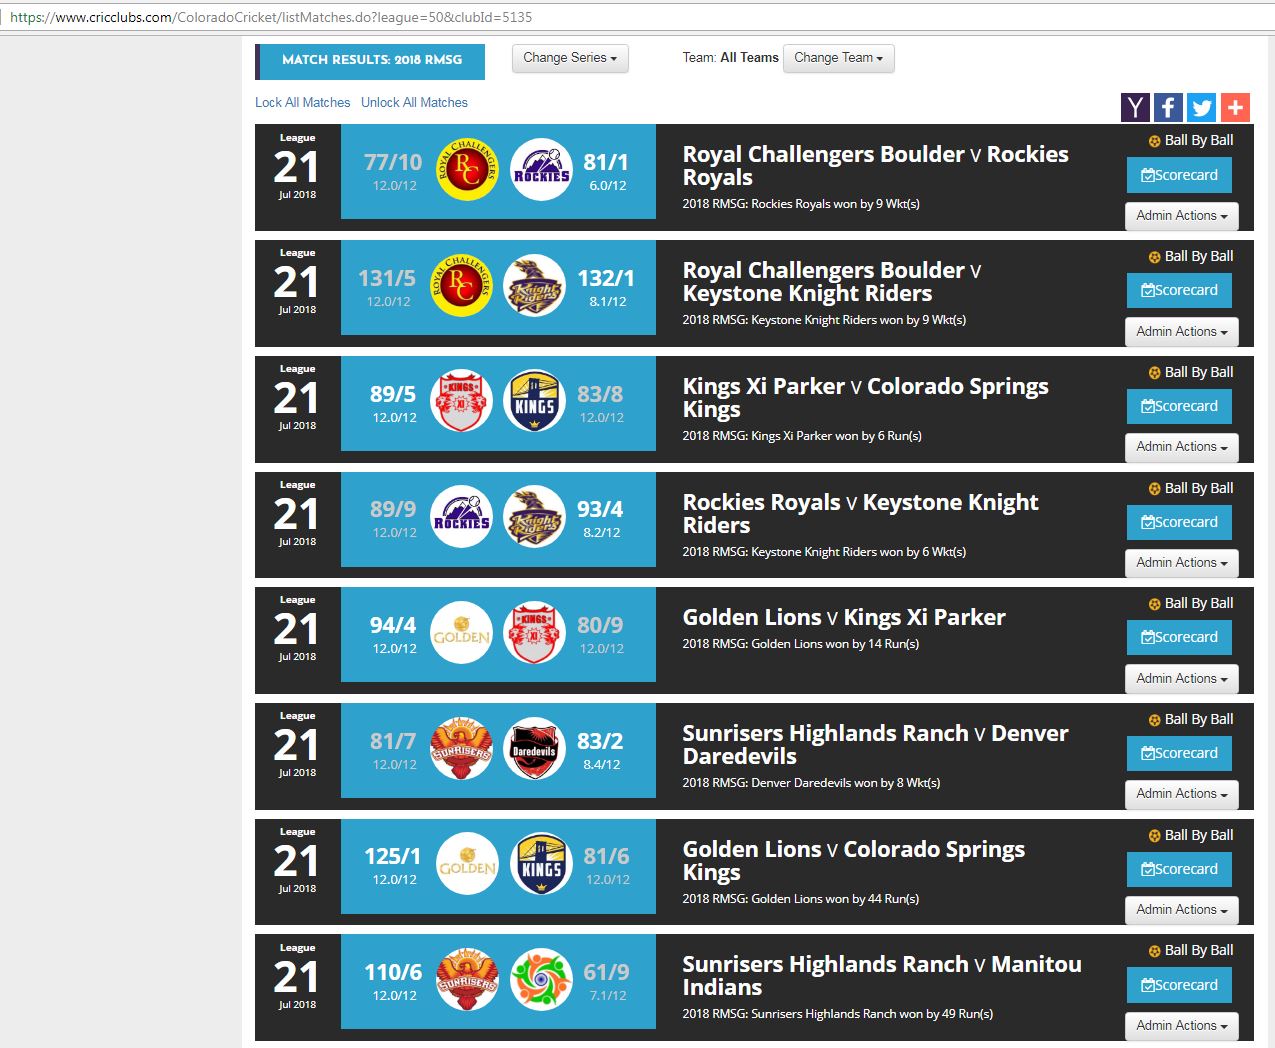 https://www.cricclubs.com/ColoradoCricket/listMatches.do?league=50&clubId=5135
MATCH RESULTS: 2018 RMSG
Change Series
Team: All Teams
Change Team
Lock All Matches Unlock All Matches
League
21
Jul 2018
77/10
12.0/12
ROYAL CHALLENGERS
RC
ROCKIES
81/1
6.0/12
Royal Challengers Boulder v Rockies
Royals
2018 RMSG: Rockies Royals won by 9 Wkt(s)
Ball By Ball
Scorecard
Admin Actions
League
21
Jul 2018
131/5
12.0/12
ROYAL CHALLENGERS
RC
Knight
Riders
132/1
8.1/12
Royal Challengers Boulder v
Keystone Knight Riders
2018 RMSG: Keystone Knight Riders won by 9 Wkt(s)
Ball By Ball
Scorecard
Admin Actions
League
21
Jul 2018
89/5
12.0/12
KINGS
XI
KINGS
83/8
12.0/12
Kings Xi Parker v Colorado Springs
Kings
2018 RMSG: Kings Xi Parker won by 6 Run(s)
Ball By Ball
Scorecard
Admin Actions
League
21
Jul 2018
89/9
12.0/12
ROCKIES
Knight
Riders
93/4
8.2/12
Rockies Royals v Keystone Knight
Riders
2018 RMSG: Keystone Knight Riders won by 6 Wkt(s)
Ball By Ball
Scorecard
Admin Actions
League
21
Jul 2018
94/4
12.0/12
GOLDEN
KINGS
XI
80/9
12.0/12
Golden Lions v Kings Xi Parker
2018 RMSG: Golden Lions won by 14 Run(s)
Ball By Ball
Scorecard
Admin Actions
League
21
Jul 2018
81/7
12.0/12
SUNRISERS
Daredevils
83/2
8.4/12
Sunrisers Highlands Ranch v Denver
Daredevils
2018 RMSG: Denver Daredevils won by 8 Wkt(s)
Ball By Ball
Scorecard
Admin Actions
League
21
Jul 2018
125/1
12.0/12
GOLDEN
KINGS
81/6
12.0/12
Golden Lions v Colorado Springs
Kings
2018 RMSG: Golden Lions won by 44 Run(s)
Ball By Ball
Scorecard
Admin Actions
League
21
Jul 2018
110/6
12.0/12
SUNRISERS
61/9
7.1/12
Sunrisers Highlands Ranch v Manitou
Indians
2018 RMSG: Sunrisers Highlands Ranch won by 49 Run(s)
Ball By Ball
Scorecard
Admin Actions